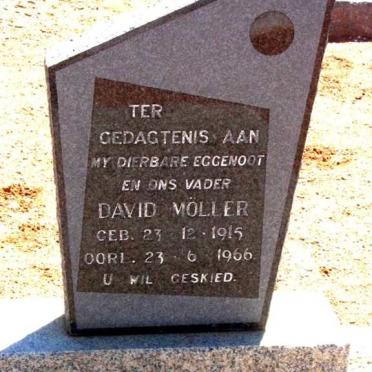 TER
GEDAGTENIS AAN
MY DIERBARE EGGENOOT
EN ONS VADER
DAVID MÖLLER
GEB. 23 · 12 · 1915
OORL. 23 · 6 · 1966
U WIL GESKIED.